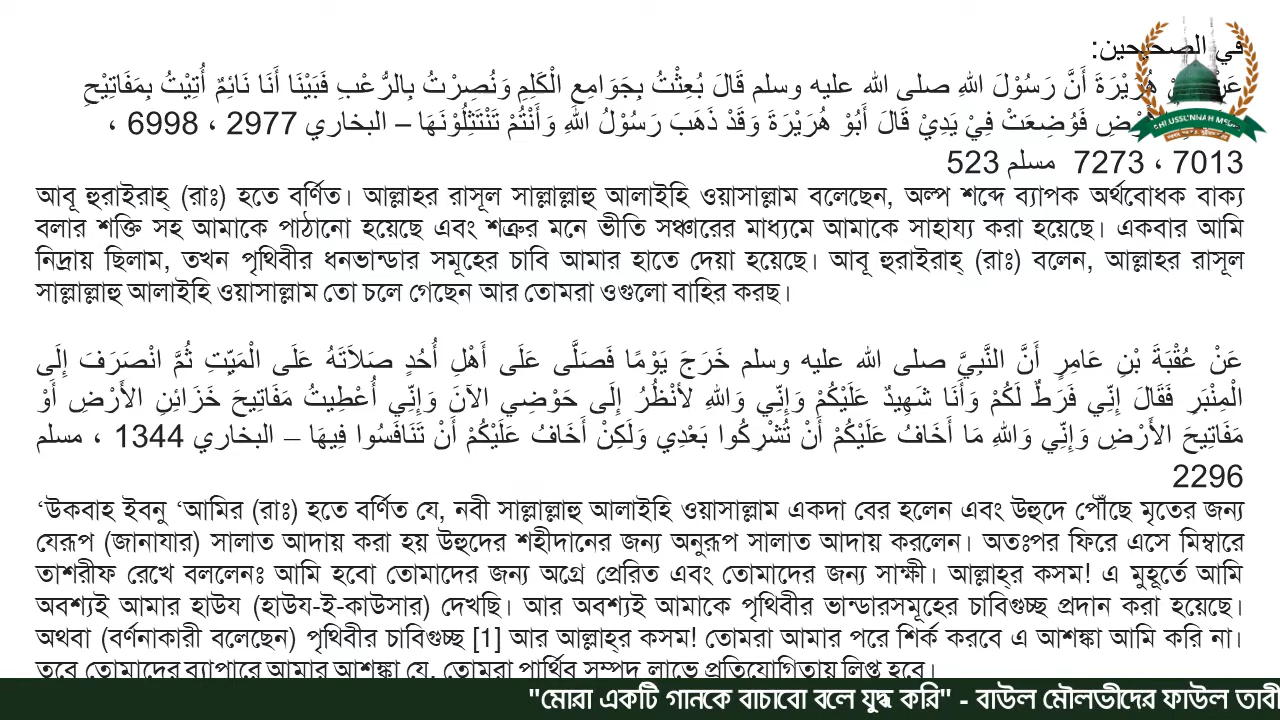 في الصحيحين:
عَنْ هُرَيْرَةَ أَنَّ رَسُوْلَ اللهِ صلى الله عليه وسلم قَالَ بُعِثْتُ بِجَوَامِعِ الْكَلِمِ وَنُصِرْتُ بِالرُّعْبِ فَبَيْنَا أَنَا نَائِمٌ أُتِيْتُ بِمَفَاتِيْحِ
فَوُضِعَتْ فِيْ يَدِيْ قَالَ أَبُوْ هُرَيْرَةَ وَقَدْ ذَهَبَ رَسُوْلُ اللهِ وَأَنْتُمْ تَنْتَثِلُوْنَهَا – البخاري 2977 ، 6998 ،
7013 ، 7273 مسلم 523
আবূ হুরাইরাহ্ (রাঃ) হতে বর্ণিত। আল্লাহর রাসূল সাল্লাল্লাহু আলাইহি ওয়াসাল্লাম বলেছেন, অল্প শব্দে ব্যাপক অর্থবোধক বাক্য
বলার শক্তি সহ আমাকে পাঠানো হয়েছে এবং শত্রুর মনে ভীতি সঞ্চারের মাধ্যমে আমাকে সাহায্য করা হয়েছে। একবার আমি
নিদ্রায় ছিলাম, তখন পৃথিবীর ধনভান্ডার সমূহের চাবি আমার হাতে দেয়া হয়েছে। আবূ হুরাইরাহ্ (রাঃ) বলেন, আল্লাহর রাসূল
সাল্লাল্লাহু আলাইহি ওয়াসাল্লাম তো চলে গেছেন আর তোমরা ওগুলো বাহির করছ।
عَنْ عُقْبَةَ بْنِ عَامِرٍ أَنَّ النَّبِيَّ صلى الله عليه وسلم خَرَجَ يَوْمًا فَصَلَّى عَلَى أَهْلِ أُحُدٍ صَلاَتَهُ عَلَى الْمَيِّتِ ثُمَّ انْصَرَفَ إِلَى
الْمِنْبَرِ فَقَالَ إِنِّي فَرَطٌ لَكُمْ وَأَنَا شَهِيدٌ عَلَيْكُمْ وَإِنِّي وَاللهِ لأَنْظُرُ إِلَى حَوْضِي الآنَ وَإِنِّي أُعْطِيتُ مَفَاتِيحَ خَزَائِنِ الأَرْضِ أَوْ
مَفَاتِيحَ الأَرْضِ وَإِنِّي وَاللهِ مَا أَخَافُ عَلَيْكُمْ أَنْ تُشْرِكُوا بَعْدِي وَلَكِنْ أَخَافُ عَلَيْكُمْ أَنْ تَنَافَسُوا فِيهَا – البخاري 1344 ، مسلم
2296
‘উকবাহ ইবনু ‘আমির (রাঃ) হতে বর্ণিত যে, নবী সাল্লাল্লাহু আলাইহি ওয়াসাল্লাম একদা বের হলেন এবং উহুদে পৌঁছে মৃতের জন্য
যেরূপ (জানাযার) সালাত আদায় করা হয় উহুদের শহীদানের জন্য অনুরূপ সালাত আদায় করলেন। অতঃপর ফিরে এসে মিম্বারে
তাশরীফ রেখে বললেনঃ আমি হবো তোমাদের জন্য অগ্রে প্রেরিত এবং তোমাদের জন্য সাক্ষী। আল্লাহ্‌র কসম! এ মুহূর্তে আমি
অবশ্যই আমার হাউয (হাউয-ই-কাউসার) দেখছি। আর অবশ্যই আমাকে পৃথিবীর ভান্ডারসমূহের চাবিগুচ্ছ প্রদান করা হয়েছে।
অথবা (বর্ণনাকারী বলেছেন) পৃথিবীর চাবিগুচ্ছ [1] আর আল্লাহ্‌র কসম! তোমরা আমার পরে শির্ক করবে এ আশঙ্কা আমি করি না।
তবে তোমাদের ব্যাপারে আমার আশঙ্কা যে, তোমরা পার্থিব সম্পদ লাভে প্রতিযোগিতায় লিপ্ত হবে।
"মোরা একটি গানকে বাচাবো বলে যুদ্ধ করি" - বাউল মৌলভীদের ফাউল তাবী